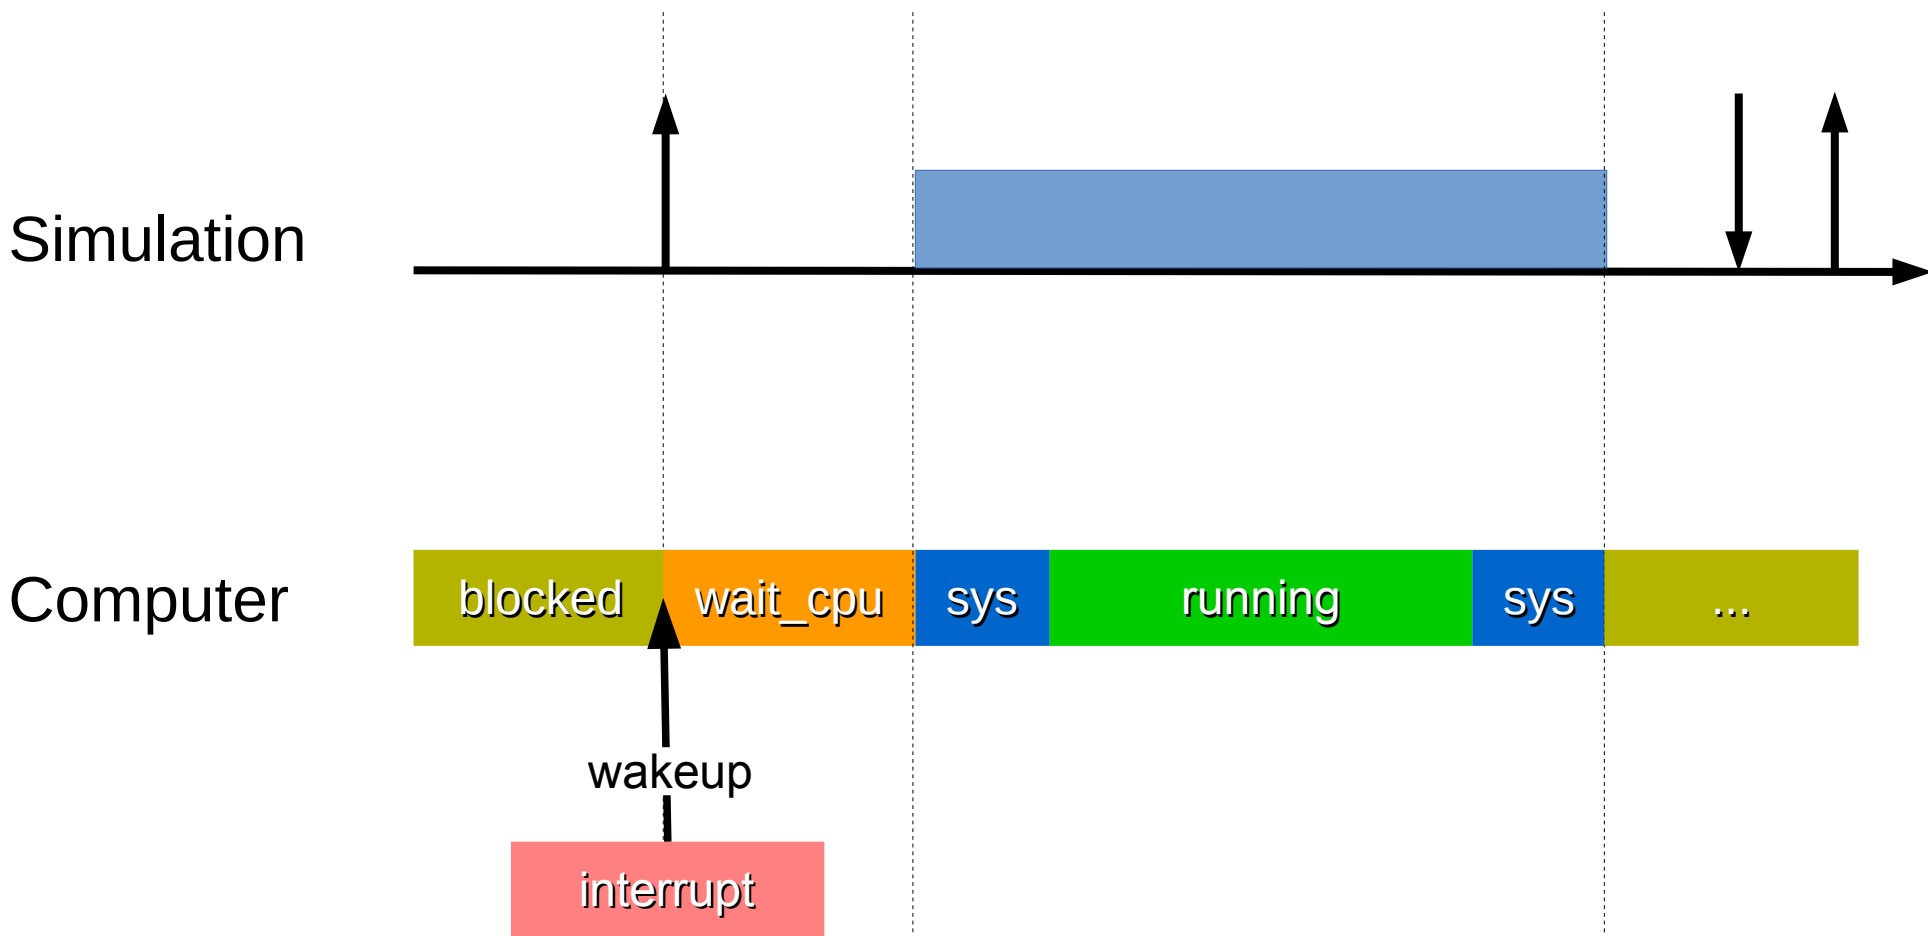 Simulation
Computer
blocked
wait_cpu
sys
running
sys
...
wakeup
interrupt